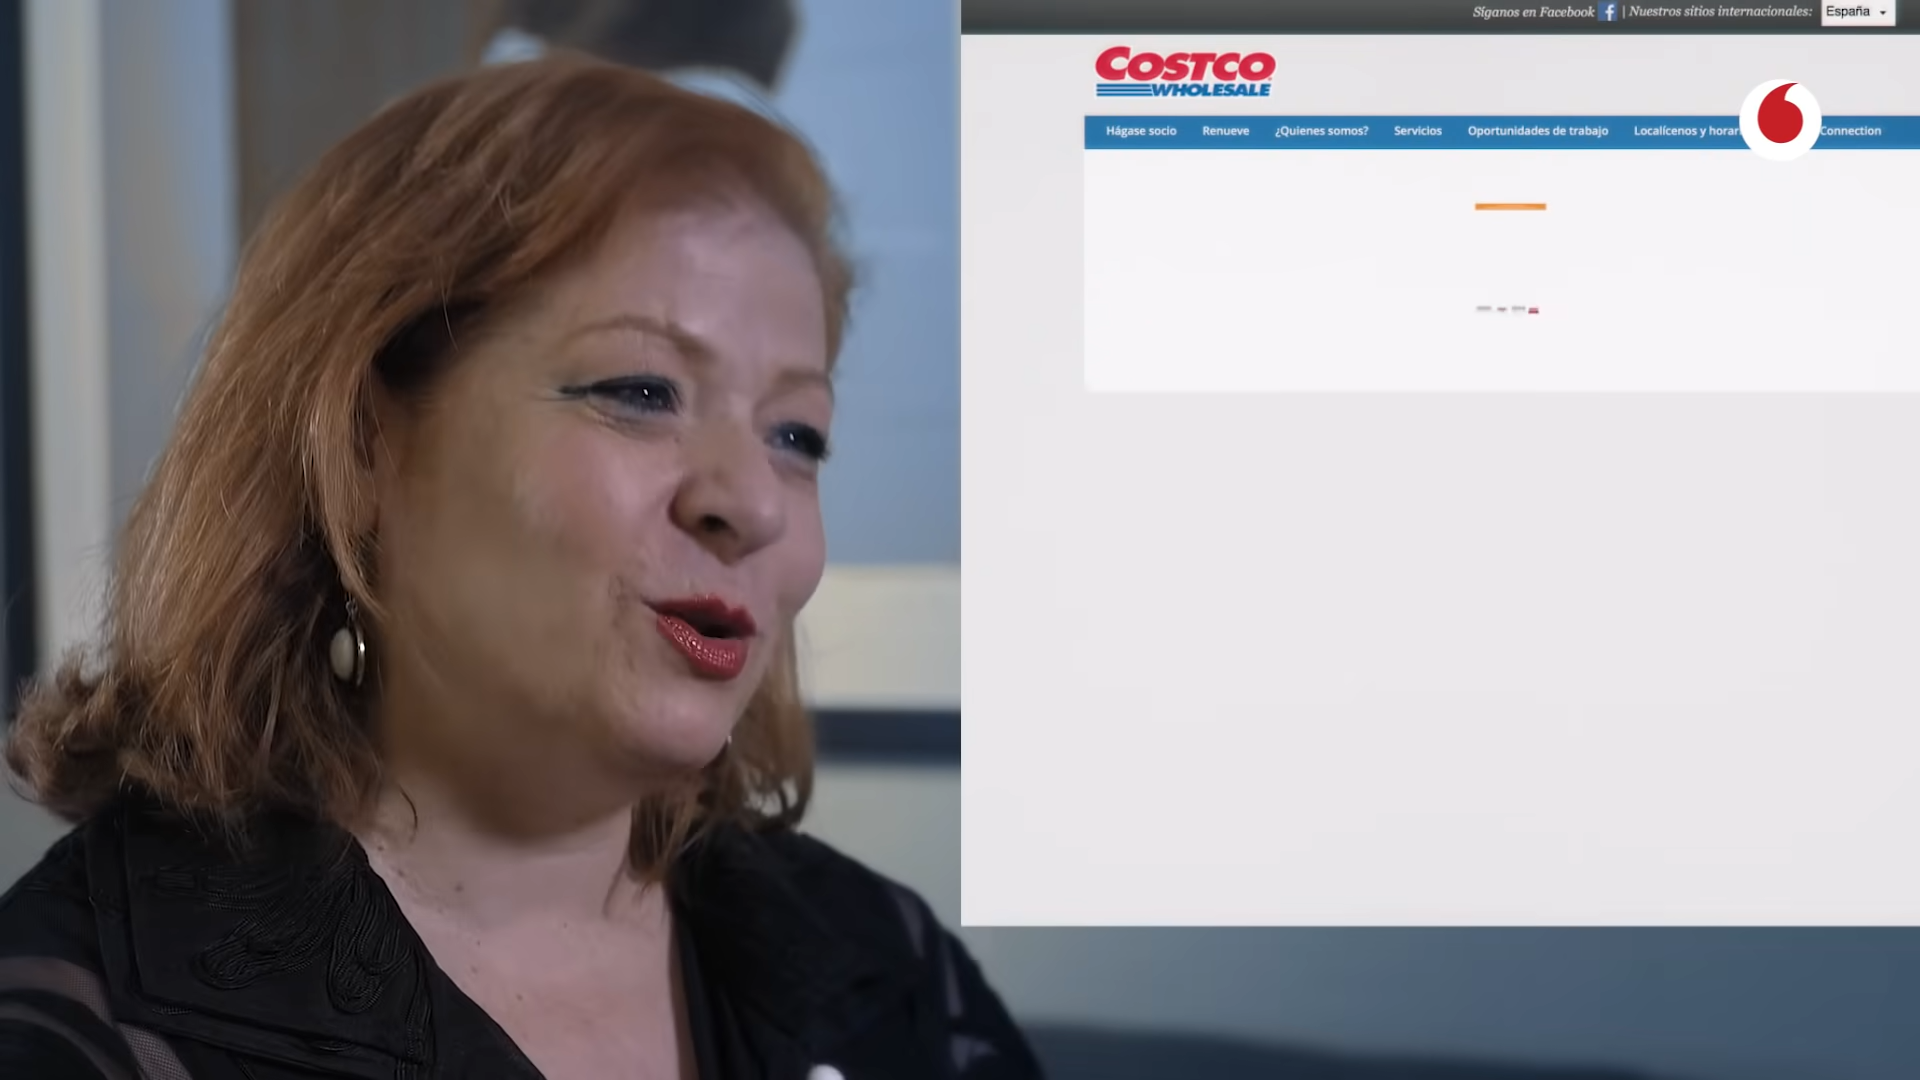 Síganos en Facebook | Nuestros sitios internacionales: España
COSTCO
WHOLESALE
Hágase socio Renueve ¿Quienes somos? Servicios Oportunidades de trabajo Localícenos y horar Connection